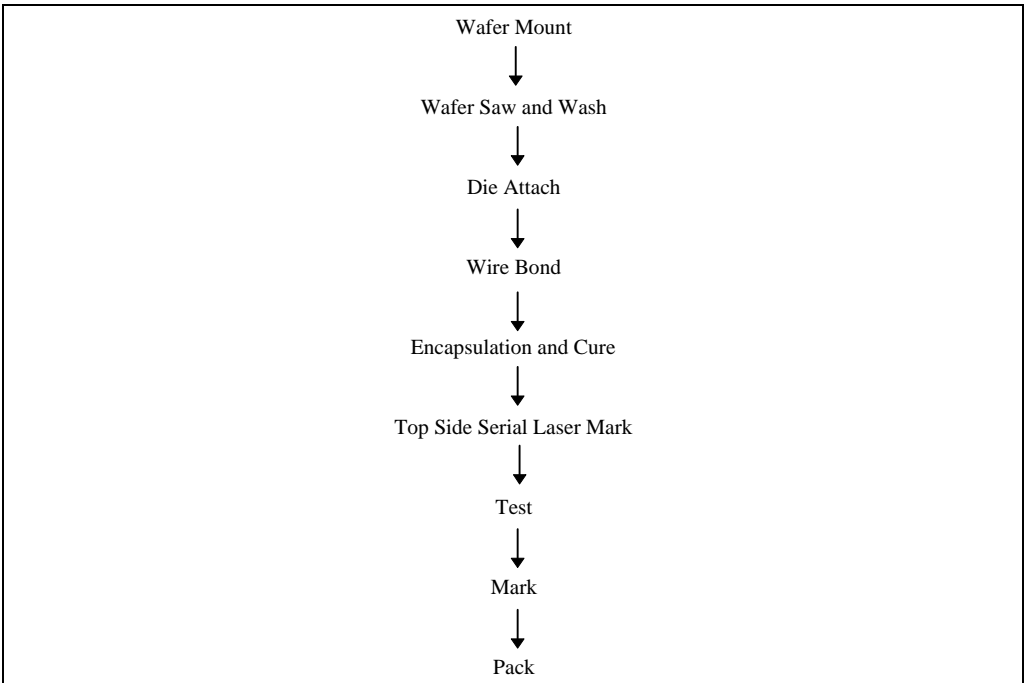 Wafer Mount
Wafer Saw and Wash
Die Attach
Wire Bond
Encapsulation and Cure
Top Side Serial Laser Mark
Test
Mark
Pack